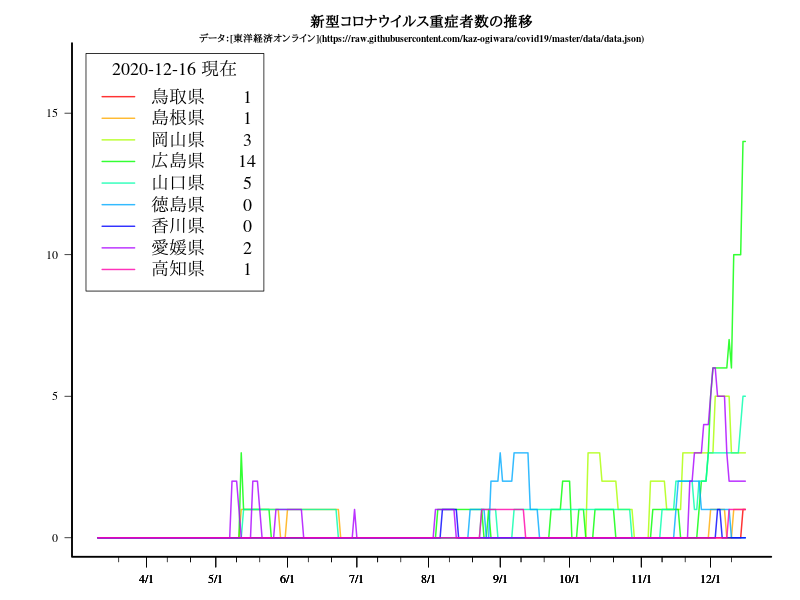 新型コロナウイルス重症者数の推移
データ:[東洋経済オンライン](https://raw.githubusercontent.com/kaz-ogiwara/covid19/master/data/data.json)
2020-12-16 現在
鳥取県 1
島根県 1
岡山県 3
広島県 14
山口県 5
徳島県 0
香川県 0
愛媛県 2
高知県 1
15
10
5
0
4/1 5/1 6/1 7/1 8/1 9/1 10/1 11/1 12/1